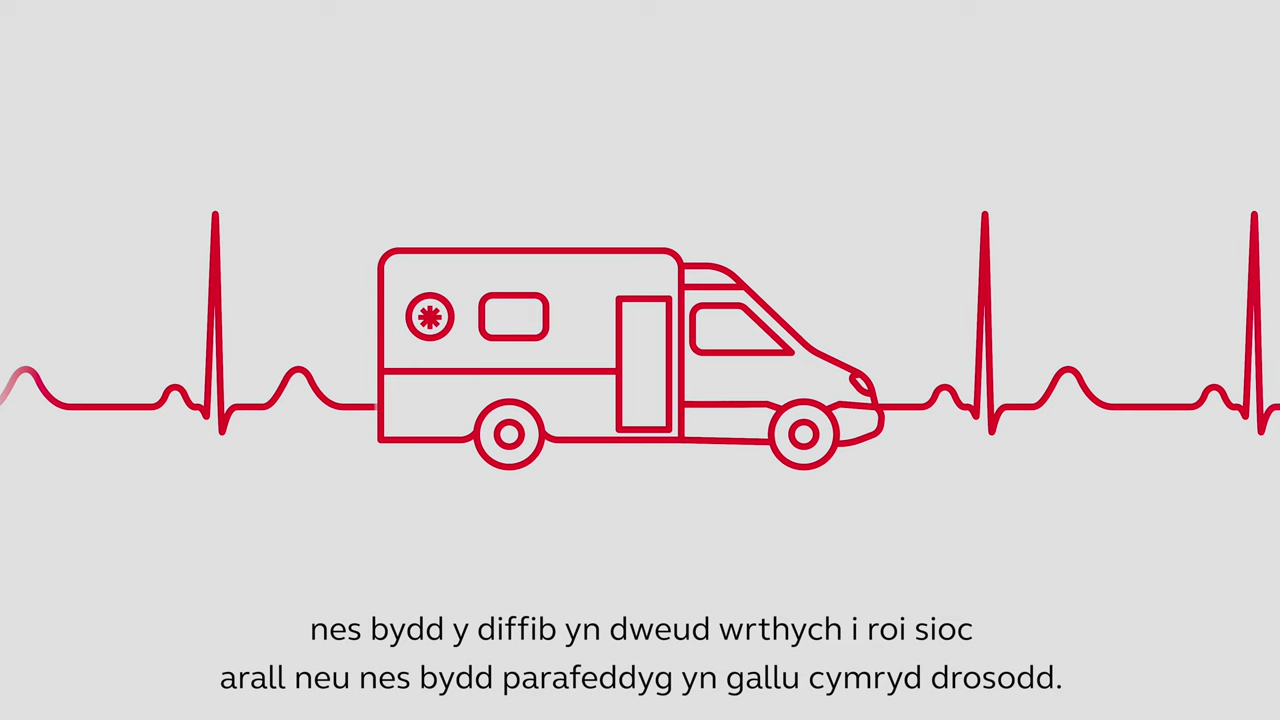 nes bydd y diffib yn dweud wrthych i roi sioc
arall neu nes bydd parafeddyg yn gallu cymryd drosodd.